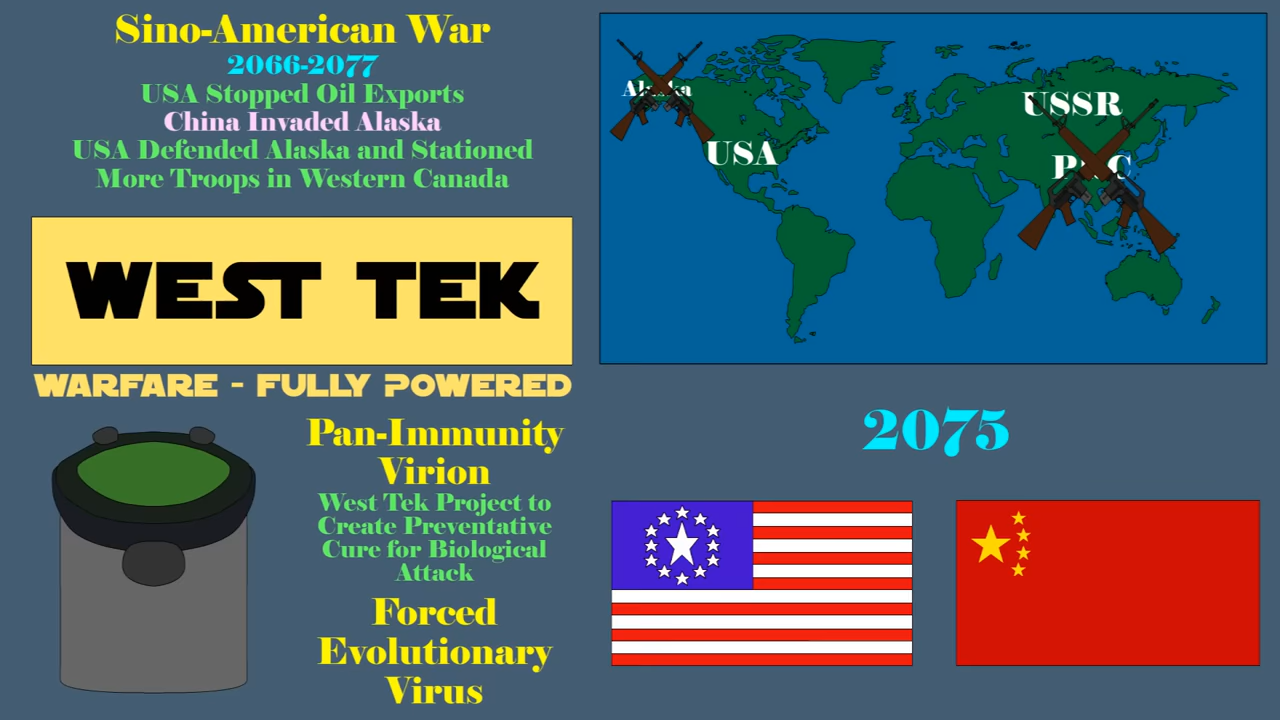 Sino-American War
2066-2077
USA Stopped Oil Exports
China Invaded Alaska
USA Defended Alaska and Stationed
More Troops in Western Canada
WEST TEK
WARFARE - FULLY POWERED
Pan-Immunity
Virion
West Tek Project to
Create Preventative
Cure for Biological
Attack
Forced
Evolutionary
Virus
Alaska
USA
USSR
PRC
2075